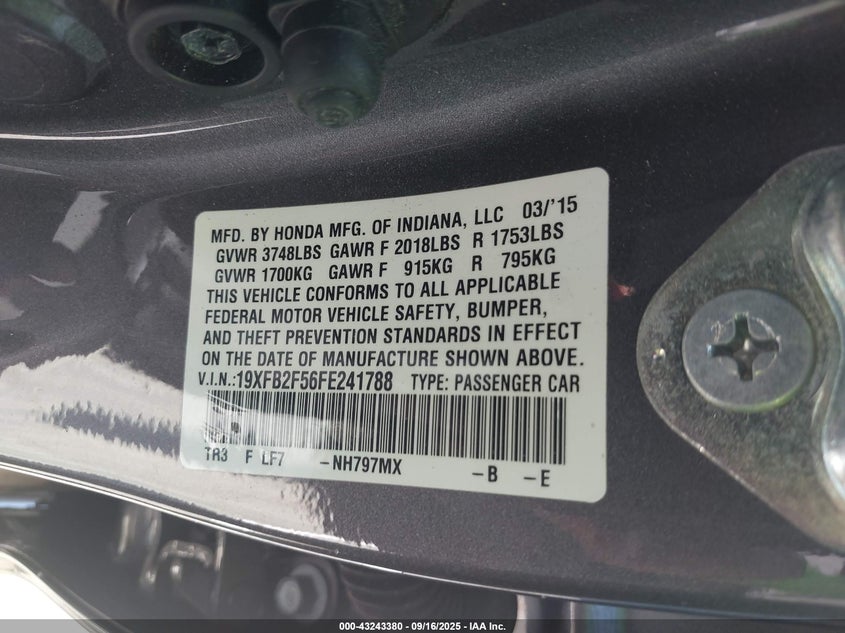 MFD. BY HONDA MFG. OF INDIANA, LLC 03/'15
GVWR 3748LBS GAWR F 2018LBS R 1753LBS
GVWR 1700KG GAWR F 915KG R 795KG
THIS VEHICLE CONFORMS TO ALL APPLICABLE
FEDERAL MOTOR VEHICLE SAFETY, BUMPER,
AND THEFT PREVENTION STANDARDS IN EFFECT
ON THE DATE OF MANUFACTURE SHOWN ABOVE.
V.I.N.:19XFB2F56FE241788 TYPE: PASSENGER CAR
TR3 F LF7 -NH797MX -B -E
000-43243380 - 09/16/2025 - IAA Inc.